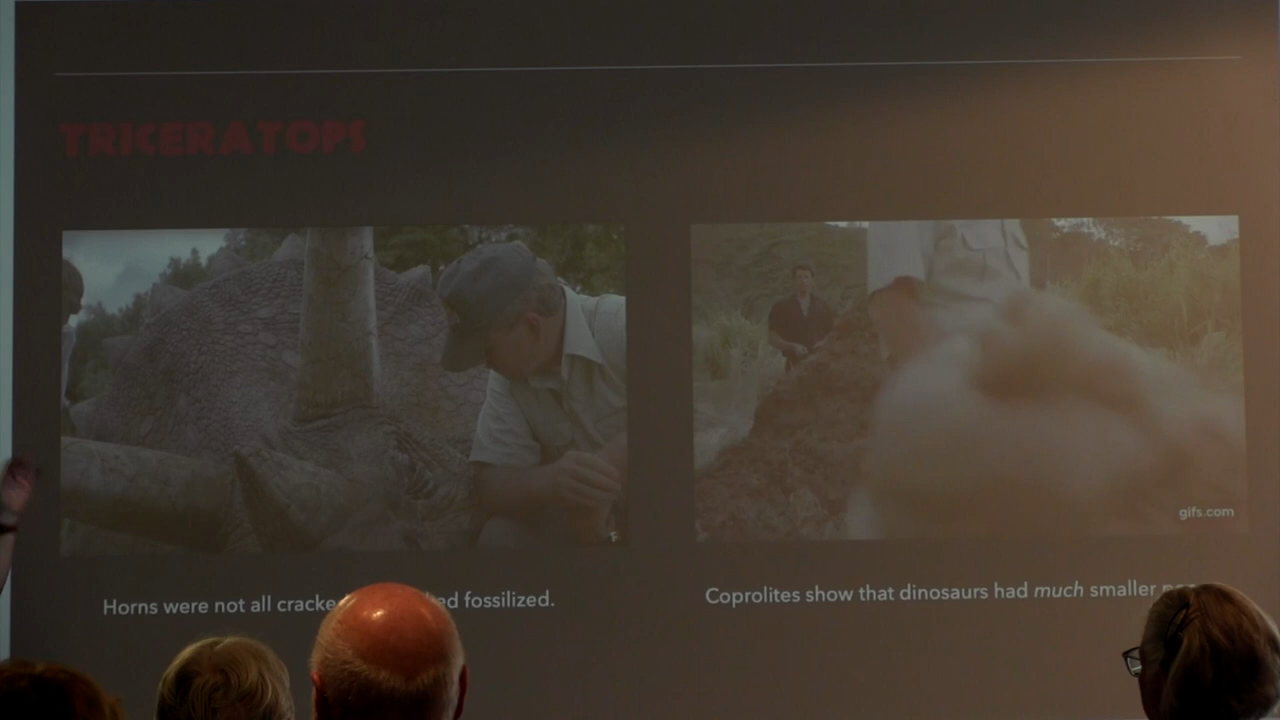 TRICERATOPS
gifs.com
Horns were not all cracke ed fossilized.
Coprolites show that dinosaurs had much smaller